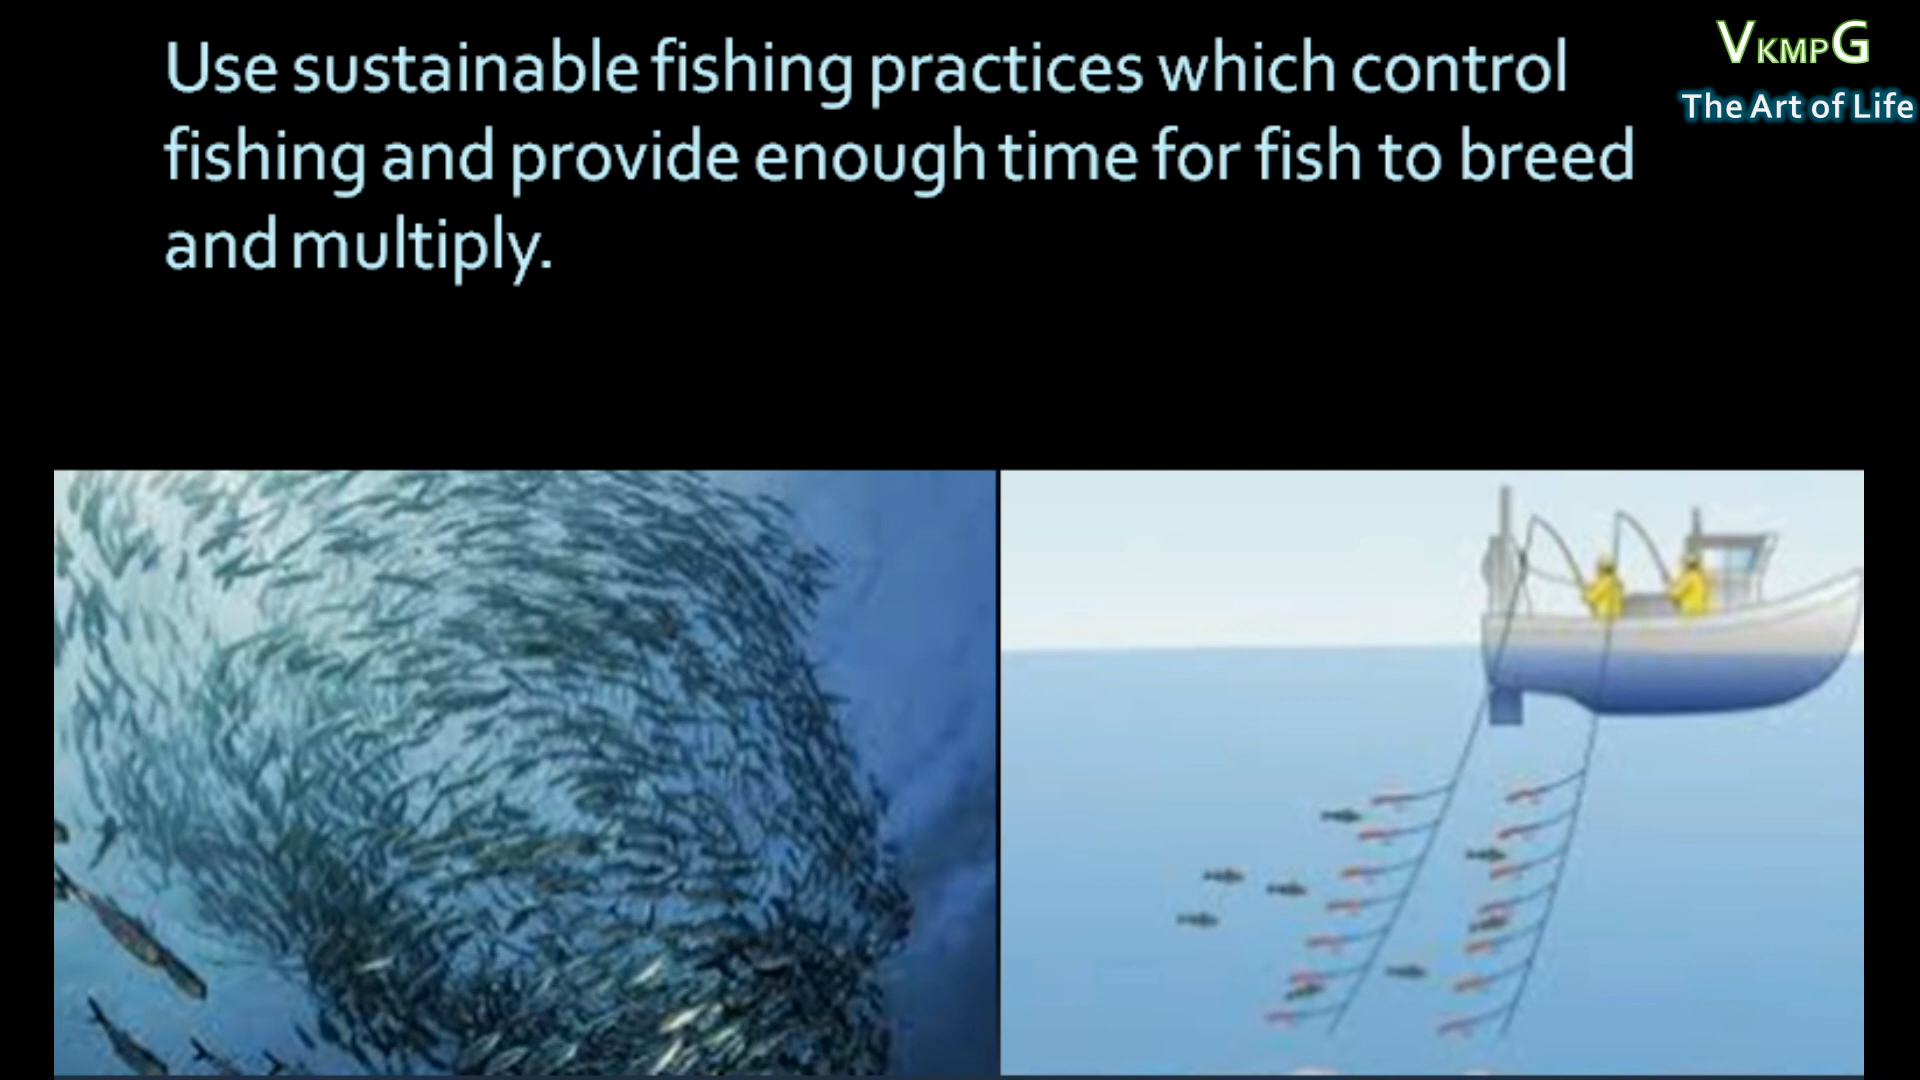 Use sustainable fishing practices which control
fishing and provide enough time for fish to breed
and multiply.
VKMPG
The Art of Life